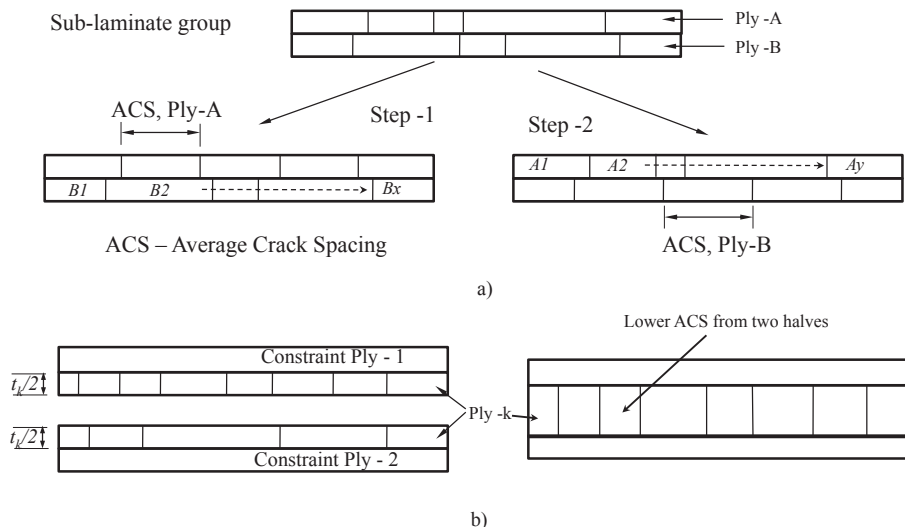 Sub-laminate group
Ply -A
Ply -B
ACS, Ply-A
Step -1
Step -2
B1 B2 Bx
A1 A2 Ay
ACS – Average Crack Spacing
ACS, Ply-B
a)
Lower ACS from two halves
Constraint Ply - 1
tk/2
Ply -k
tk/2
Constraint Ply - 2
b)